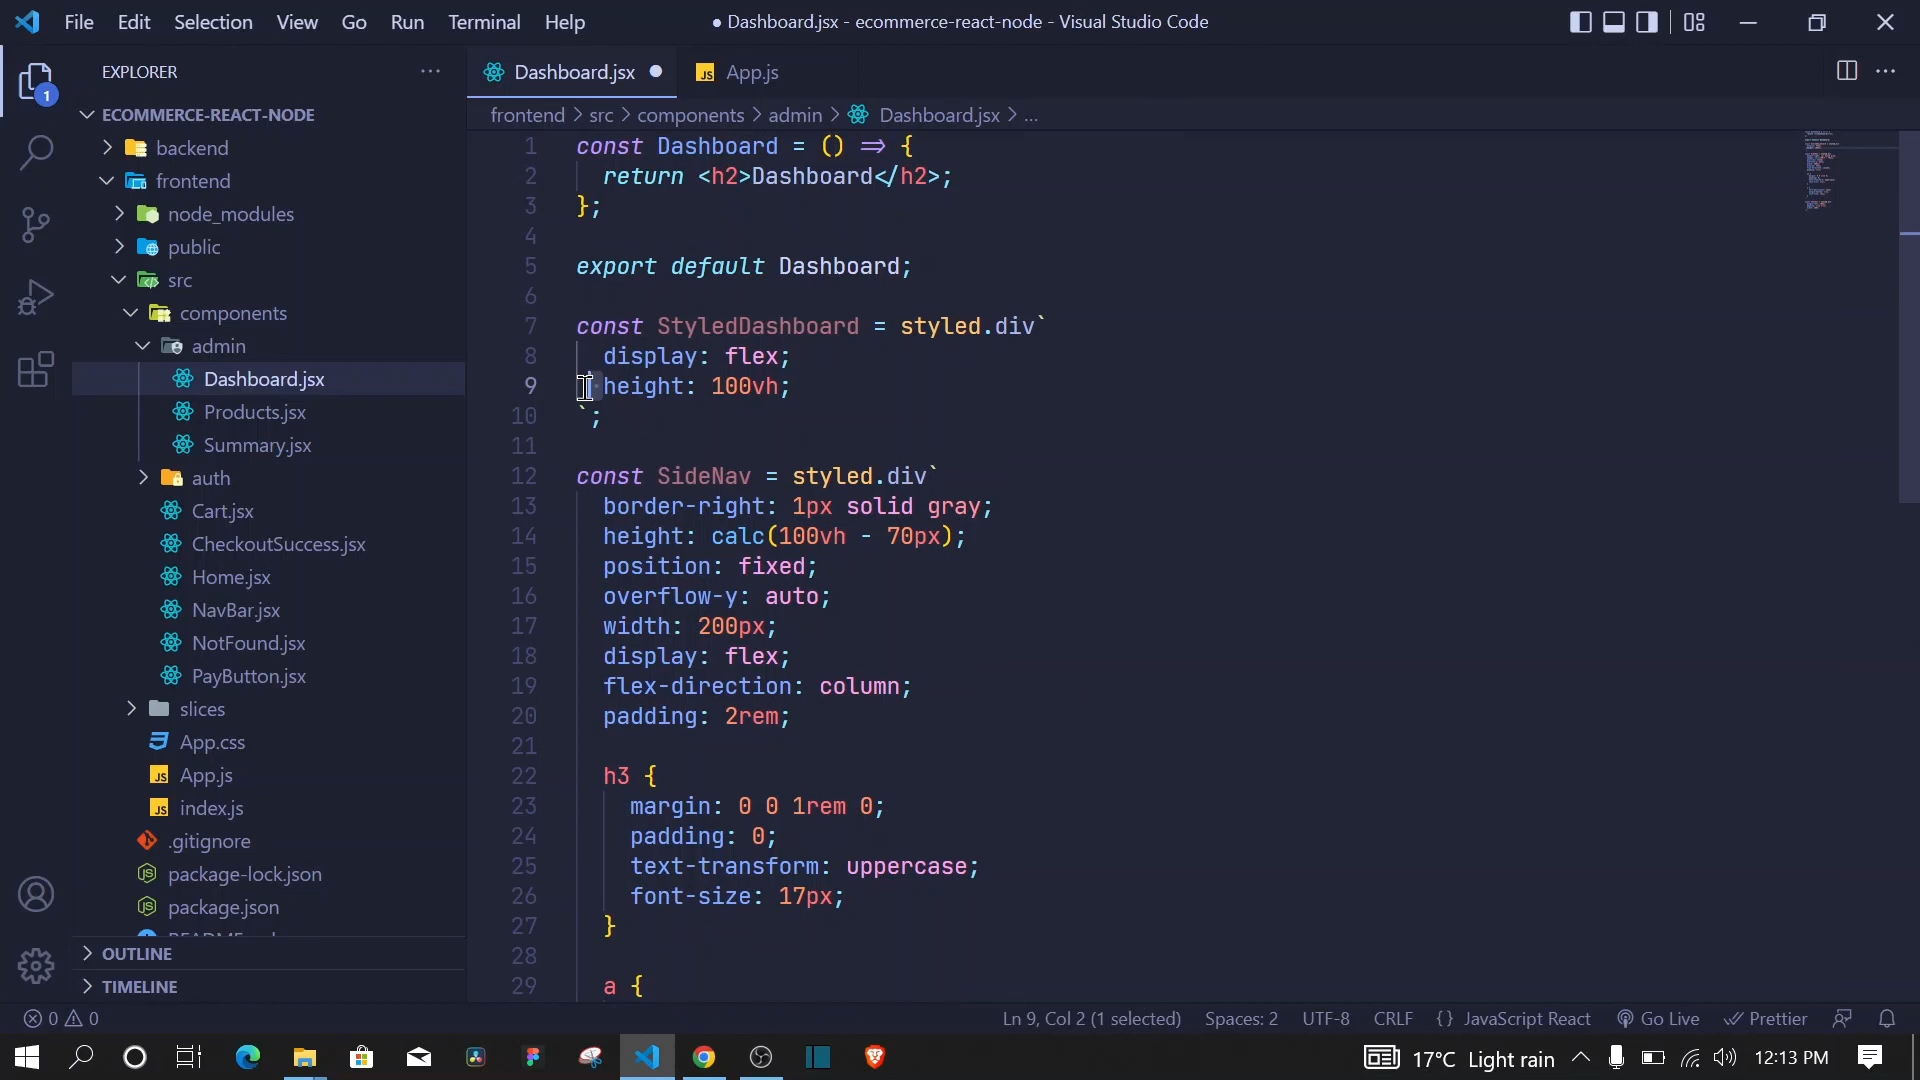 File Edit Selection View Go Run Terminal Help
● Dashboard.jsx - ecommerce-react-node - Visual Studio Code
EXPLORER
ECOMMERCE-REACT-NODE
backend
frontend
node_modules
public
src
components
admin
Dashboard.jsx
Products.jsx
Summary.jsx
auth
Cart.jsx
CheckoutSuccess.jsx
Home.jsx
NavBar.jsx
NotFound.jsx
PayButton.jsx
slices
App.css
App.js
index.js
.gitignore
package-lock.json
package.json
OUTLINE
TIMELINE
1
Dashboard.jsx ●
JS App.js
frontend > src > components > admin > Dashboard.jsx > ...
1 const Dashboard = () => {
2 return <h2>Dashboard</h2>;
3 };
4
5 export default Dashboard;
6
7 const StyledDashboard = styled.div`
8 display: flex;
9 height: 100vh;
10 `;
11
12 const SideNav = styled.div`
13 border-right: 1px solid gray;
14 height: calc(100vh - 70px);
15 position: fixed;
16 overflow-y: auto;
17 width: 200px;
18 display: flex;
19 flex-direction: column;
20 padding: 2rem;
21
22 h3 {
23 margin: 0 0 1rem 0;
24 padding: 0;
25 text-transform: uppercase;
26 font-size: 17px;
27 }
28
29 a {
0 0
Ln 9, Col 2 (1 selected) Spaces: 2 UTF-8 CRLF {} JavaScript React Go Live Prettier
17°C Light rain 12:13 PM